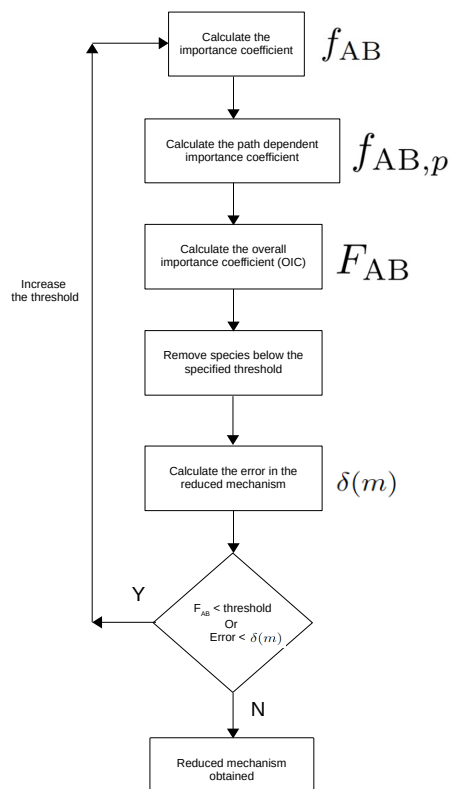 Calculate the
importance coefficient
f_AB
Calculate the path dependent
importance coefficient
f_AB,p
Calculate the overall
importance coefficient (OIC)
F_AB
Increase
the threshold
Remove species below the
specified threshold
Calculate the error in the
reduced mechanism
δ(m)
Y
F_AB < threshold
Or
Error < δ(m)
N
Reduced mechanism
obtained